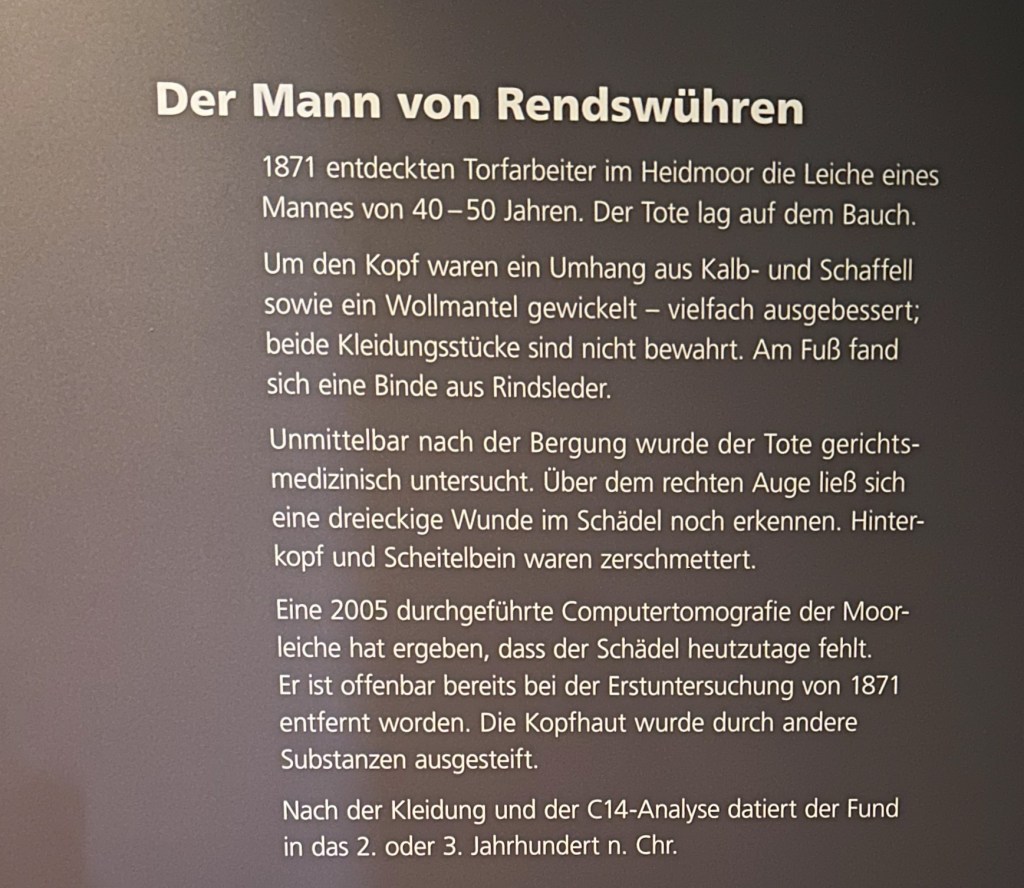 Der Mann von Rendswühren
1871 entdeckten Torfarbeiter im Heidmoor die Leiche eines
Mannes von 40–50 Jahren. Der Tote lag auf dem Bauch.
Um den Kopf waren ein Umhang aus Kalb- und Schaffell
sowie ein Wollmantel gewickelt – vielfach ausgebessert;
beide Kleidungsstücke sind nicht bewahrt. Am Fuß fand
sich eine Binde aus Rindsleder.
Unmittelbar nach der Bergung wurde der Tote gerichts-
medizinisch untersucht. Über dem rechten Auge ließ sich
eine dreieckige Wunde im Schädel noch erkennen. Hinter-
kopf und Scheitelbein waren zerschmettert.
Eine 2005 durchgeführte Computertomografie der Moor-
leiche hat ergeben, dass der Schädel heutzutage fehlt.
Er ist offenbar bereits bei der Erstuntersuchung von 1871
entfernt worden. Die Kopfhaut wurde durch andere
Substanzen ausgesteift.
Nach der Kleidung und der C14-Analyse datiert der Fund
in das 2. oder 3. Jahrhundert n. Chr.